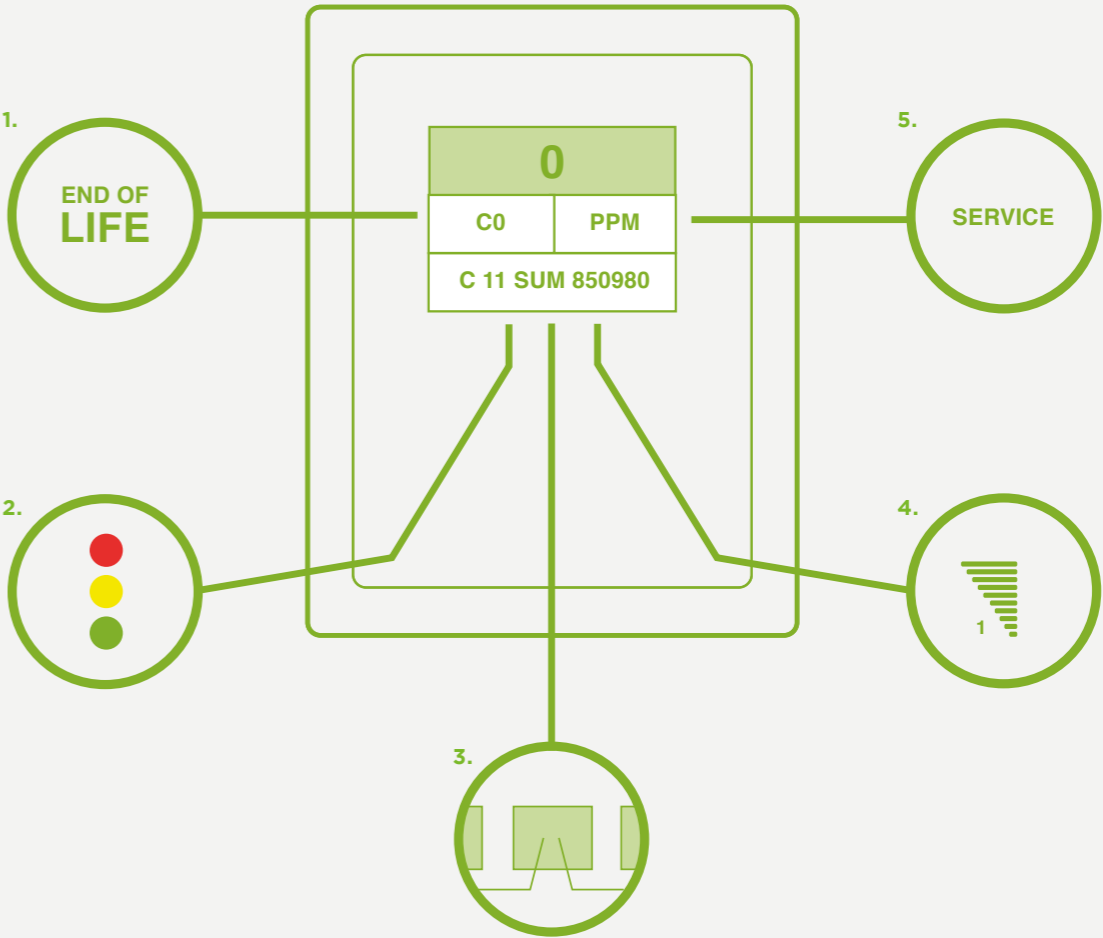 1.
END OF
LIFE
0
C0
PPM
C 11 SUM 850980
5.
SERVICE
2.
4.
1
3.